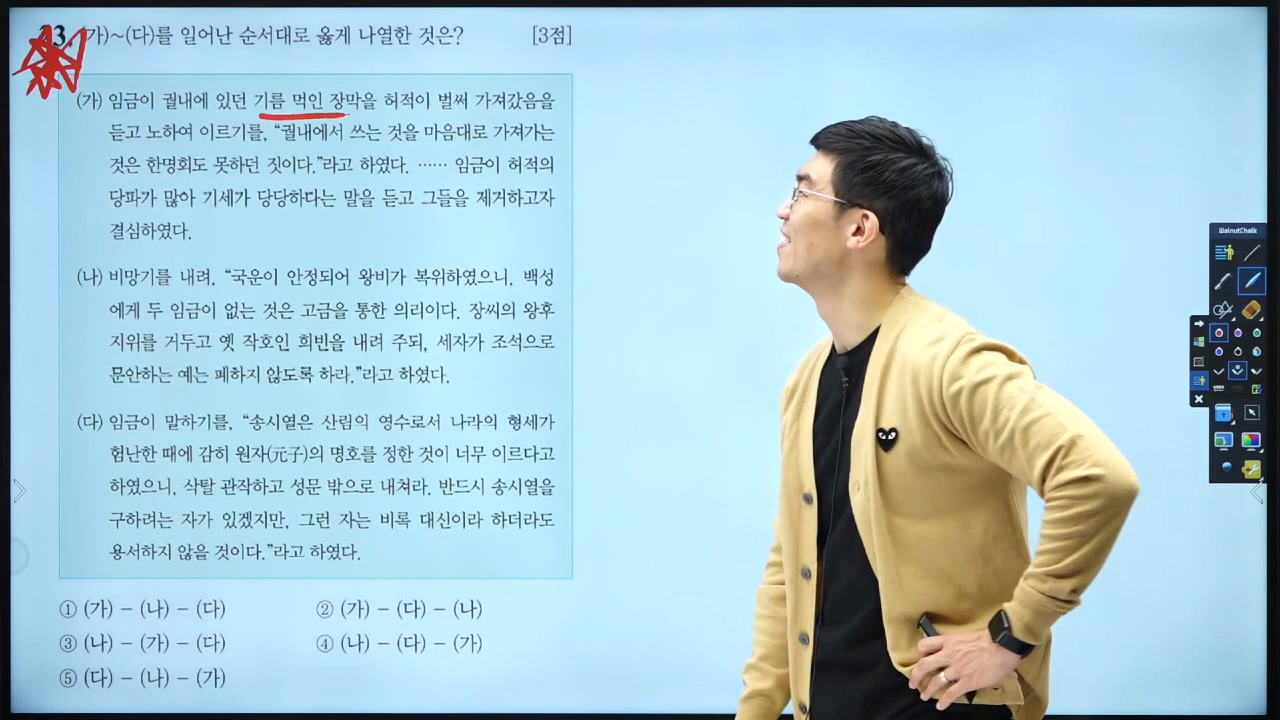 3. (가)~(다)를 일어난 순서대로 옳게 나열한 것은? [3점]
(가) 임금이 궐내에 있던 기름 먹인 장막을 허적이 벌써 가져갔음을
듣고 노하여 이르기를, “궐내에서 쓰는 것을 마음대로 가져가는
것은 한명회도 못하던 짓이다.”라고 하였다. …… 임금이 허적의
당파가 많아 기세가 당당하다는 말을 듣고 그들을 제거하고자
결심하였다.
(나) 비망기를 내려, “국운이 안정되어 왕비가 복위하였으니, 백성
에게 두 임금이 없는 것은 고금을 통한 의리이다. 장씨의 왕후
지위를 거두고 옛 작호인 희빈을 내려 주되, 세자가 조석으로
문안하는 예는 폐하지 않도록 하라.”라고 하였다.
(다) 임금이 말하기를, “송시열은 산림의 영수로서 나라의 형세가
험난한 때에 감히 원자(元子)의 명호를 정한 것이 너무 이르다고
하였으니, 삭탈 관작하고 성문 밖으로 내쳐라. 반드시 송시열을
구하려는 자가 있겠지만, 그런 자는 비록 대신이라 하더라도
용서하지 않을 것이다.”라고 하였다.
① (가) - (나) - (다) ② (가) - (다) - (나)
③ (나) - (가) - (다) ④ (나) - (다) - (가)
⑤ (다) - (나) - (가)
WalnutChalk